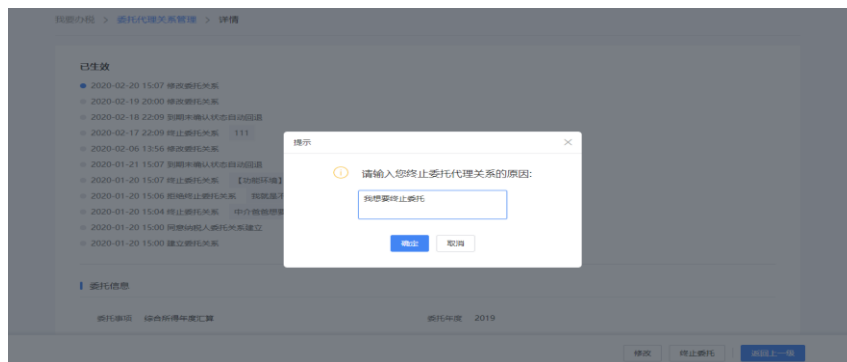 我要办税 > 委托代理关系管理 > 详情
已生效
2020-02-20 15:07 修改委托关系
2020-02-19 20:00 修改委托关系
2020-02-18 22:09 到期未确认状态自动回退
2020-02-17 22:09 终止委托关系 111
2020-02-06 13:56 修改委托关系
2020-01-21 15:07 到期未确认状态自动回退
2020-01-20 15:07 终止委托关系 【功能环境】
2020-01-20 15:06 拒绝终止委托关系 我就是不
2020-01-20 15:04 终止委托关系
2020-01-20 15:00 同意纳税人委托关系建立
2020-01-20 15:00 建立委托关系
提示
请输入您终止委托代理关系的原因:
我想要终止委托
确定 取消
委托信息
委托事项 综合所得年度汇算 委托年度 2019
修改 终止委托 返回上一级